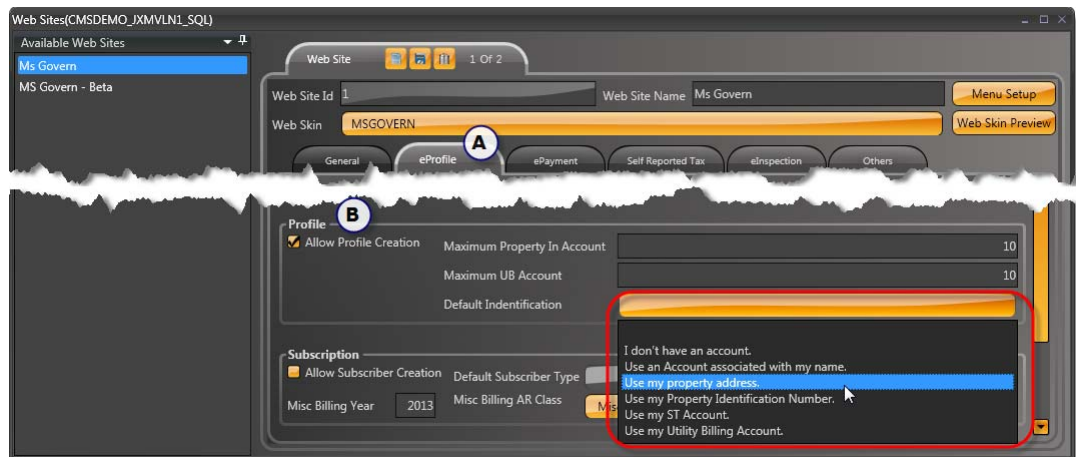 Web Sites(CMSDEMO_JXMVLN1_SQL)
Available Web Sites
Ms Govern
MS Govern - Beta
Web Site 1 Of 2
Web Site Id 1 Web Site Name Ms Govern Menu Setup
Web Skin MSGOVERN Web Skin Preview
A
General eProfile ePayment Self Reported Tax eInspection Others
B
Profile
Allow Profile Creation Maximum Property In Account 10
Maximum UB Account 10
Default Indentification
I don't have an account.
Use an Account associated with my name.
Use my property address.
Use my Property Identification Number.
Use my ST Account.
Use my Utility Billing Account.
Subscription
Allow Subscriber Creation Default Subscriber Type
Misc Billing Year 2013 Misc Billing AR Class